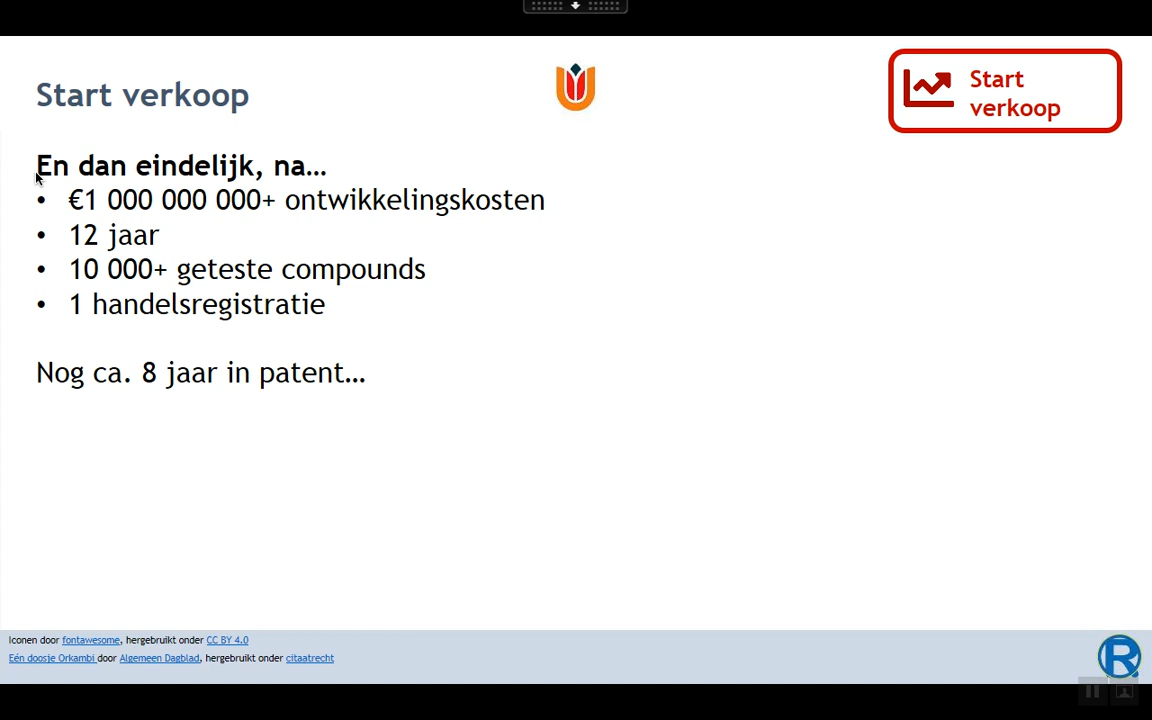 Start verkoop
Start
verkoop
En dan eindelijk, na...
• €1 000 000 000+ ontwikkelingskosten
• 12 jaar
• 10 000+ geteste compounds
• 1 handelsregistratie
Nog ca. 8 jaar in patent...
Iconen door fontawesome, hergebruikt onder CC BY 4.0
Eén doosje Orkambi door Algemeen Dagblad, hergebruikt onder citaatrecht
R